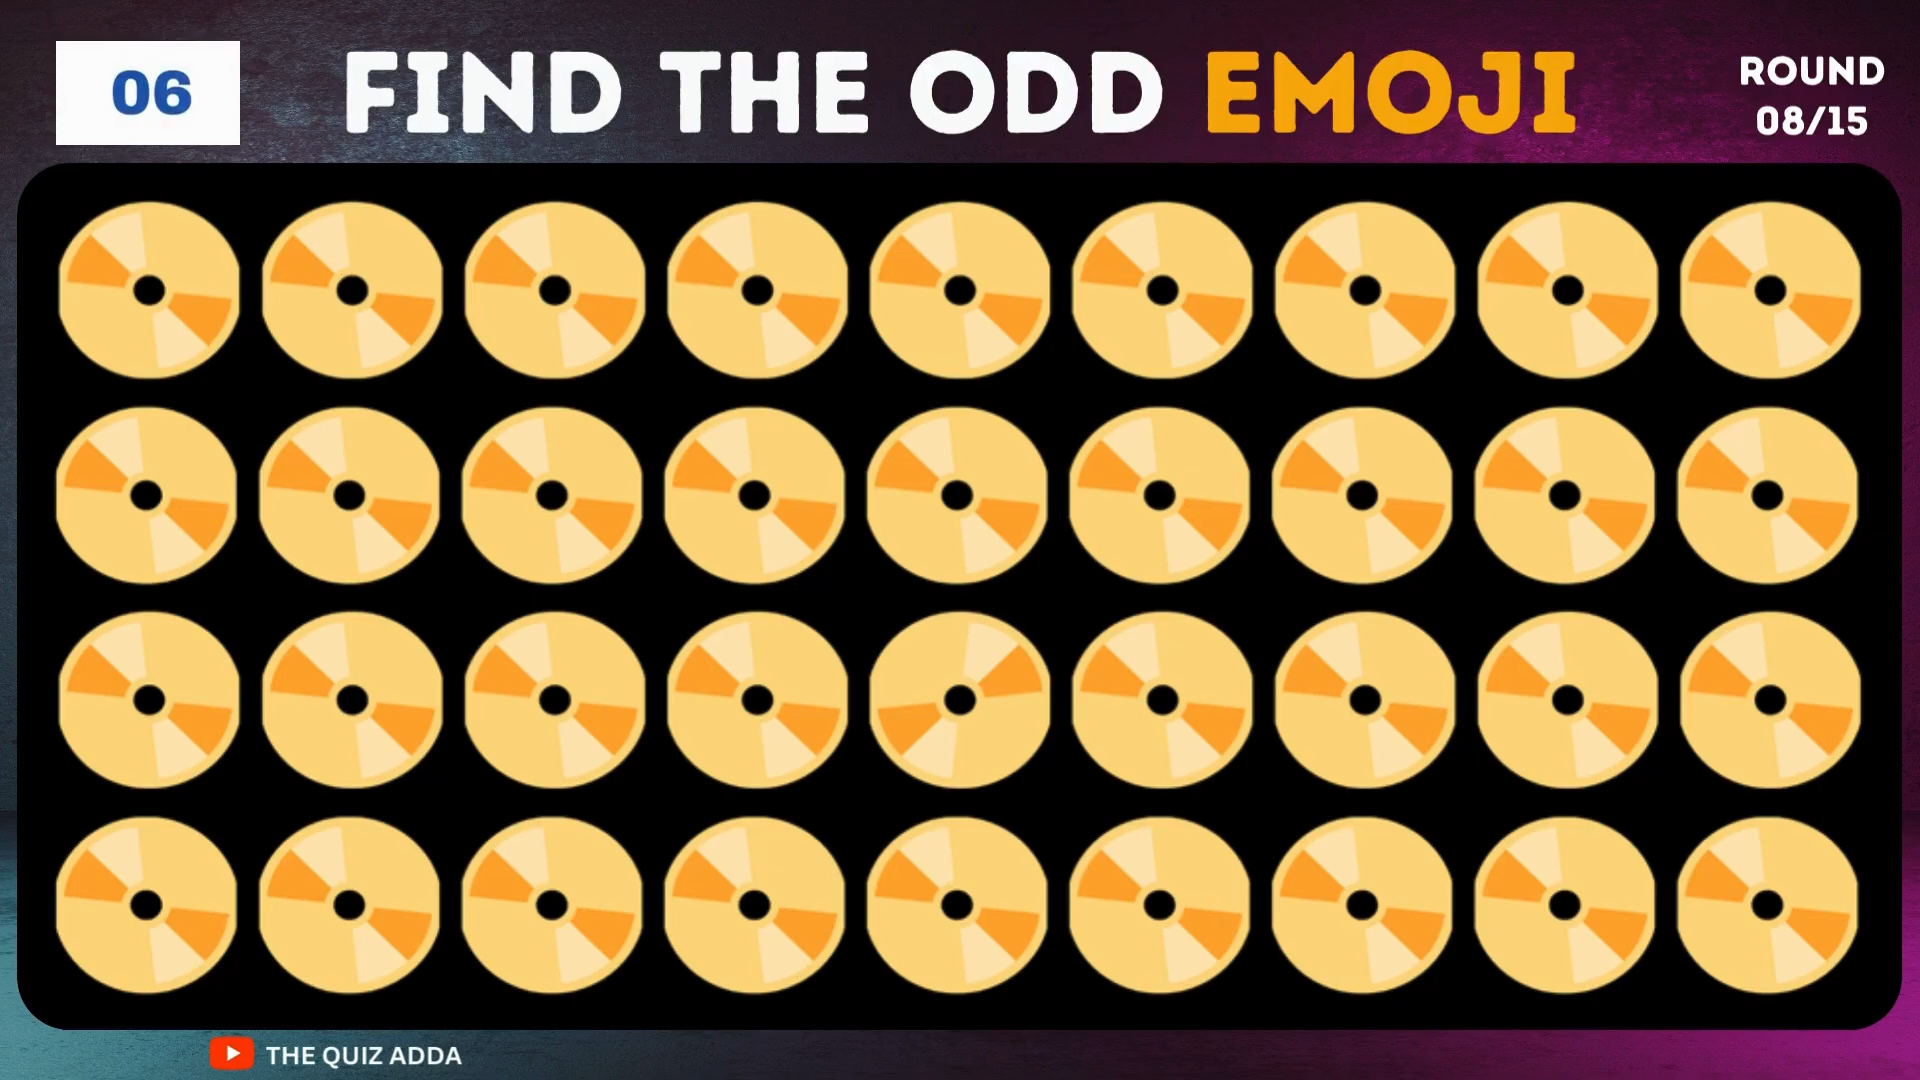 06
FIND THE ODD EMOJI
ROUND
08/15
THE QUIZ ADDA